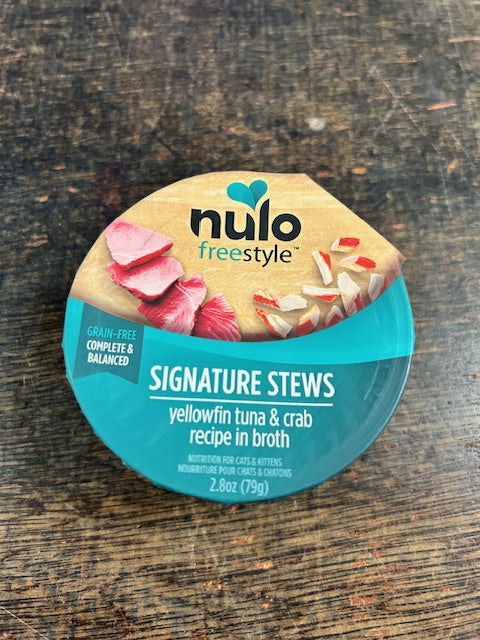 nulo
freestyle™
GRAIN-FREE
COMPLETE &
BALANCED
SIGNATURE STEWS
yellowfin tuna & crab
recipe in broth
NUTRITION FOR CATS & KITTENS
NOURRITURE POUR CHATS & CHATONS
2.8oz (79g)